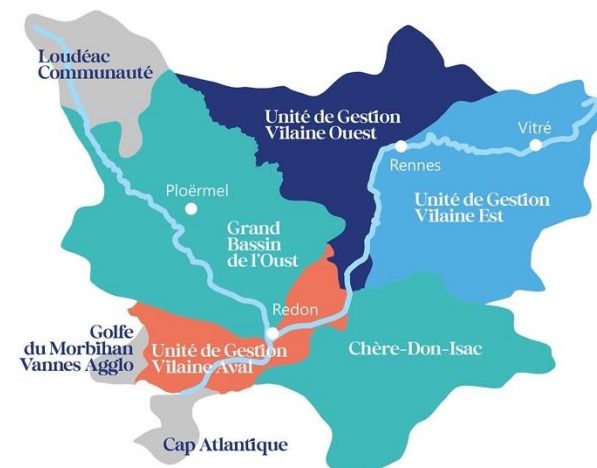 Loudéac
Communauté
Unité de Gestion
Vilaine Ouest
Vitré
Rennes
Ploërmel
Unité de Gestion
Vilaine Est
Grand
Bassin
de l'Oust
Redon
Golfe
du Morbihan
Vannes Agglo
Unité de Gestion
Vilaine Aval
Chère-Don-Isac
Cap Atlantique